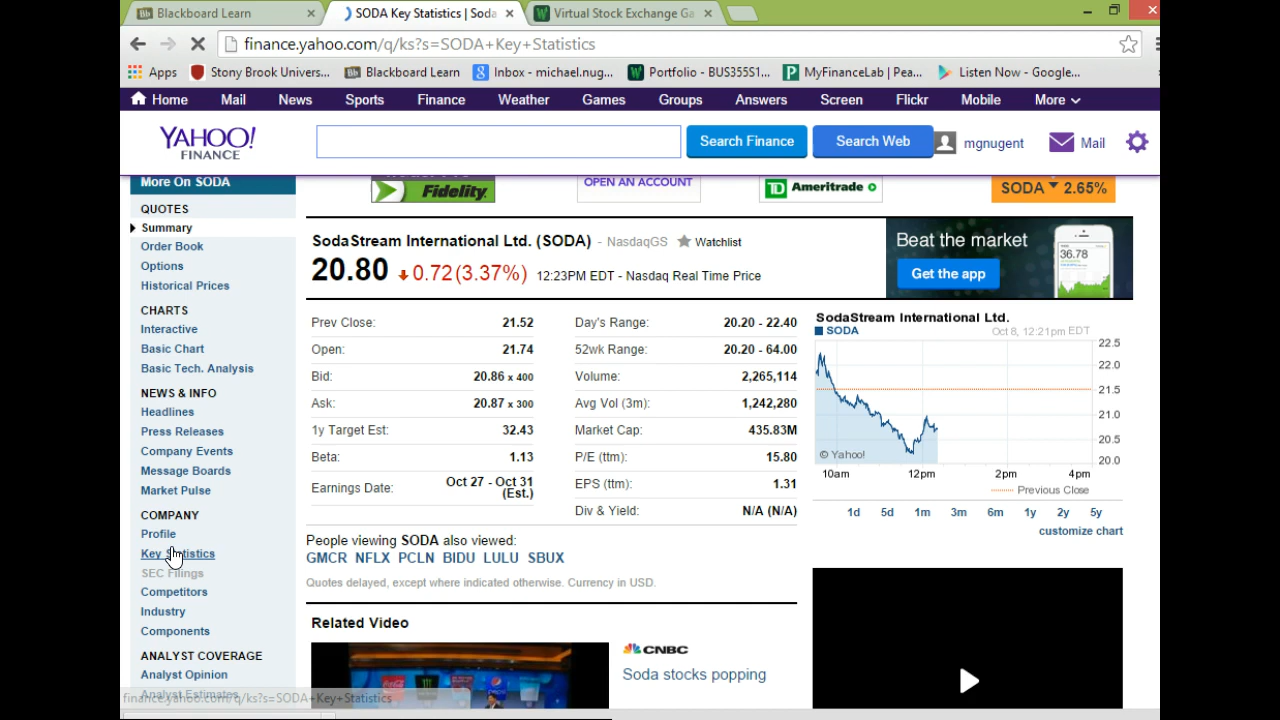 Blackboard Learn
SODA Key Statistics | Soda
Virtual Stock Exchange Ga
finance.yahoo.com/q/ks?s=SODA+Key+Statistics
Apps
Stony Brook Univers...
Blackboard Learn
Inbox - michael.nug...
Portfolio - BUS355S1...
MyFinanceLab | Pea...
Listen Now - Google...
Home
Mail
News
Sports
Finance
Weather
Games
Groups
Answers
Screen
Flickr
Mobile
More
YAHOO!
FINANCE
Search Finance
Search Web
mgnugent
Mail
More On SODA
QUOTES
Summary
Order Book
Options
Historical Prices
CHARTS
Interactive
Basic Chart
Basic Tech. Analysis
NEWS & INFO
Headlines
Press Releases
Company Events
Message Boards
Market Pulse
COMPANY
Profile
Key Statistics
SEC Filings
Competitors
Industry
Components
ANALYST COVERAGE
Analyst Opinion
Analyst Estimates
finance.yahoo.com/q/ks?s=SODA+Key+Statistics
Fidelity
OPEN AN ACCOUNT
TD Ameritrade
SODA 2.65%
SodaStream International Ltd. (SODA) - NasdaqGS Watchlist
20.80 0.72 (3.37%) 12:23PM EDT - Nasdaq Real Time Price
Beat the market
Get the app
36.78
Prev Close: 21.52
Open: 21.74
Bid: 20.86 x 400
Ask: 20.87 x 300
1y Target Est: 32.43
Beta: 1.13
Earnings Date: Oct 27 - Oct 31
(Est.)
Day's Range: 20.20 - 22.40
52wk Range: 20.20 - 64.00
Volume: 2,265,114
Avg Vol (3m): 1,242,280
Market Cap: 435.83M
P/E (ttm): 15.80
EPS (ttm): 1.31
Div & Yield: N/A (N/A)
SodaStream International Ltd.
SODA
Oct 8, 12:21pm EDT
22.5
22.0
21.5
21.0
20.5
20.0
© Yahoo!
10am 12pm 2pm 4pm
Previous Close
1d 5d 1m 3m 6m 1y 2y 5y
customize chart
People viewing SODA also viewed:
GMCR NFLX PCLN BIDU LULU SBUX
Quotes delayed, except where indicated otherwise. Currency in USD.
Related Video
CNBC
Soda stocks popping
pepsi